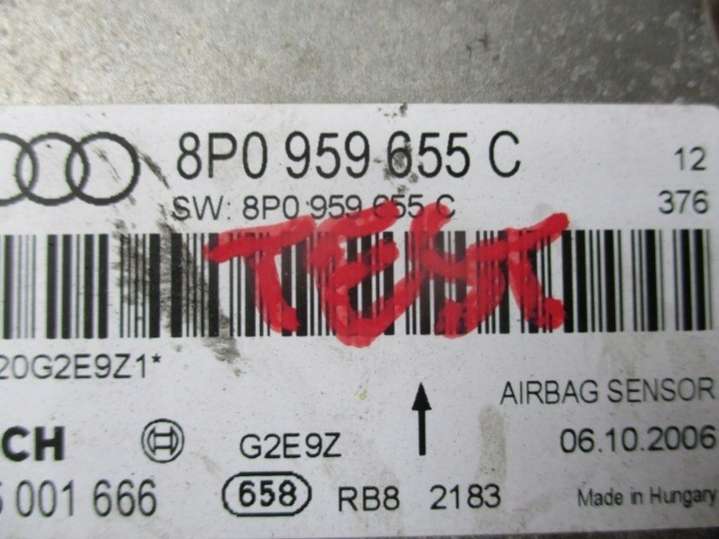 8P0 959 655 C 12
SW: 8P0 959 655 C 376
TEST.
20G2E9Z1*
AIRBAG SENSOR
CH G2E9Z 06.10.2006
001 666 658 RB8 2183 Made in Hungary